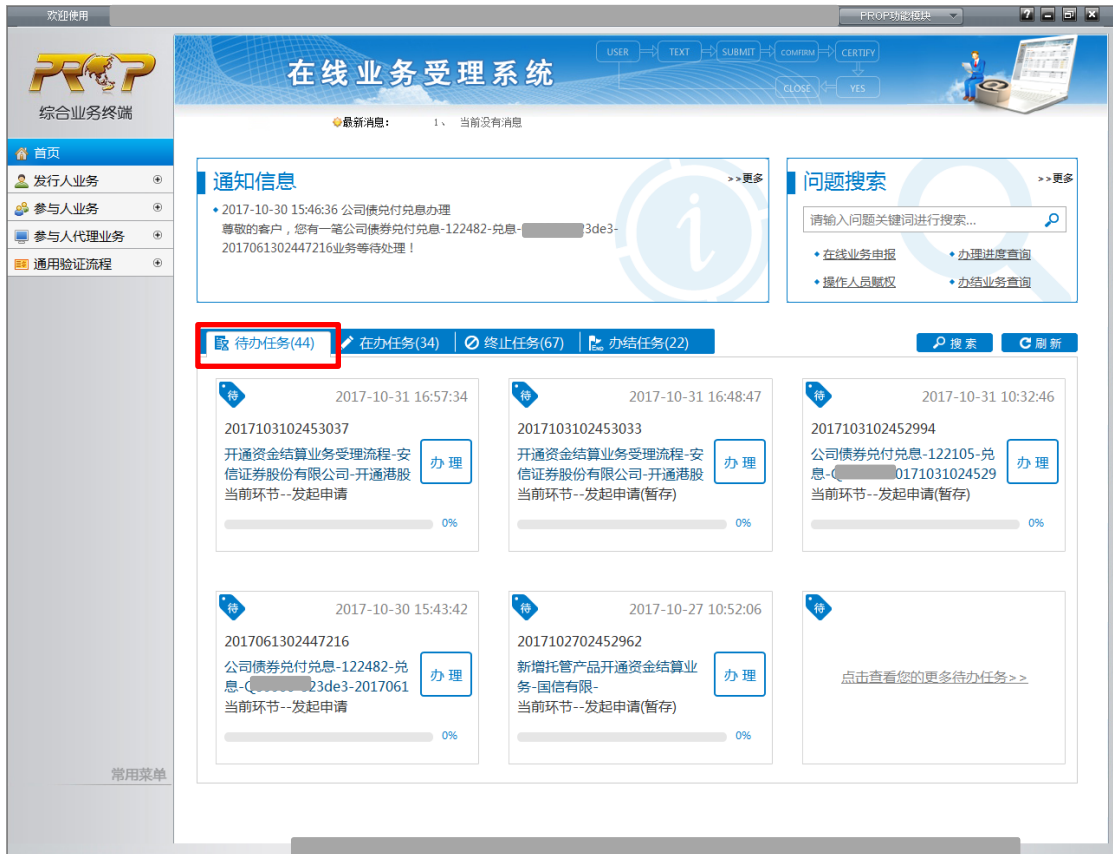 欢迎使用
PROP功能模块
PROP
综合业务终端
在线业务受理系统
USER TEXT SUBMIT COMFIRM CERTIFY
CLOSE YES
最新消息： 1、 当前没有消息
首页
发行人业务
参与人业务
参与人代理业务
通用验证流程
常用菜单
通知信息
>>更多
2017-10-30 15:46:36 公司债兑付兑息办理
尊敬的客户，您有一笔公司债券兑付兑息-122482-兑息- 3de3-
2017061302447216业务等待处理！
问题搜索
>>更多
请输入问题关键词进行搜索...
在线业务申报 办理进度查询
操作人员赋权 办结业务查询
待办任务(44) 在办任务(34) 终止任务(67) 办结任务(22)
搜索 刷新
待 2017-10-31 16:57:34
2017103102453037
开通资金结算业务受理流程-安
信证券股份有限公司-开通港股
当前环节--发起申请
办理
0%
待 2017-10-31 16:48:47
2017103102453033
开通资金结算业务受理流程-安
信证券股份有限公司-开通港股
当前环节--发起申请(暂存)
办理
0%
待 2017-10-31 10:32:46
2017103102452994
公司债券兑付兑息-122105-兑
息- 0171031024529
当前环节--发起申请(暂存)
办理
0%
待 2017-10-30 15:43:42
2017061302447216
公司债券兑付兑息-122482-兑
息- 23de3-2017061
当前环节--发起申请
办理
0%
待 2017-10-27 10:52:06
2017102702452962
新增托管产品开通资金结算业
务-国信有限-
当前环节--发起申请(暂存)
办理
0%
待
点击查看您的更多待办任务>>